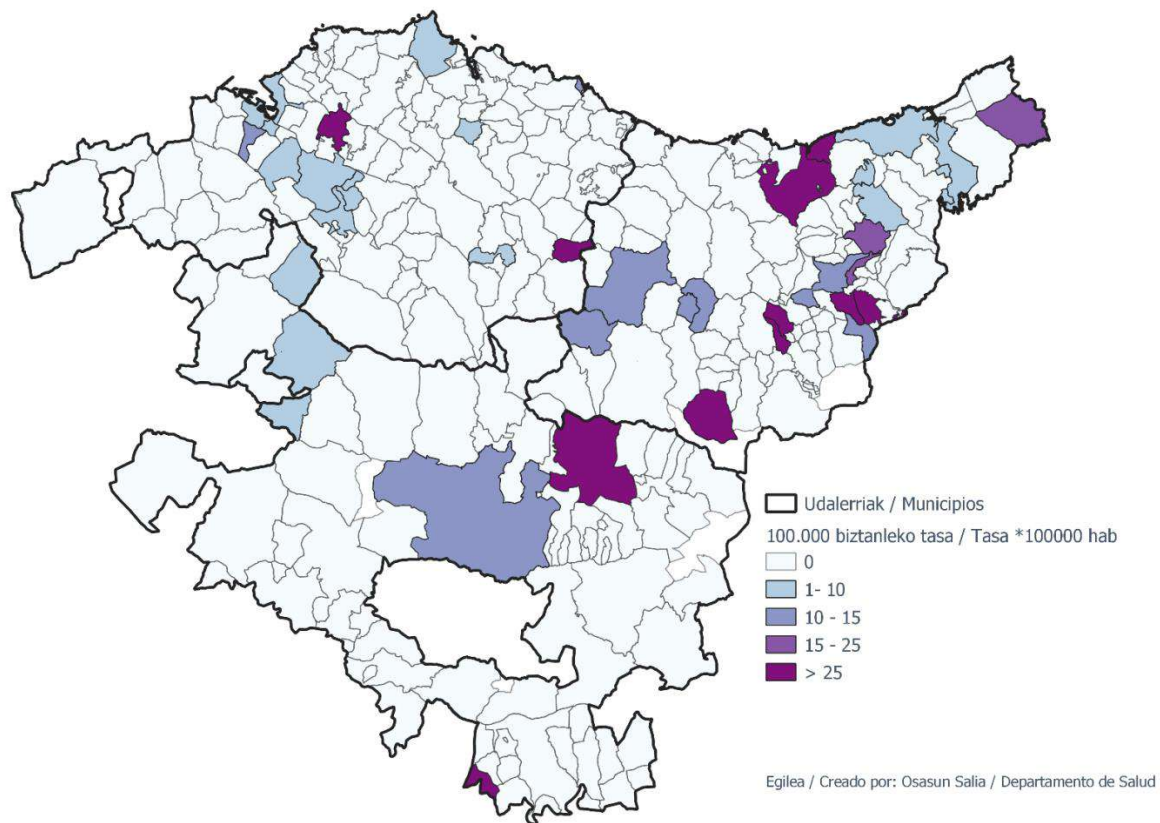 Udalerriak / Municipios
100.000 biztanleko tasa / Tasa *100000 hab
0
1- 10
10 - 15
15 - 25
> 25
Egilea / Creado por: Osasun Salia / Departamento de Salud